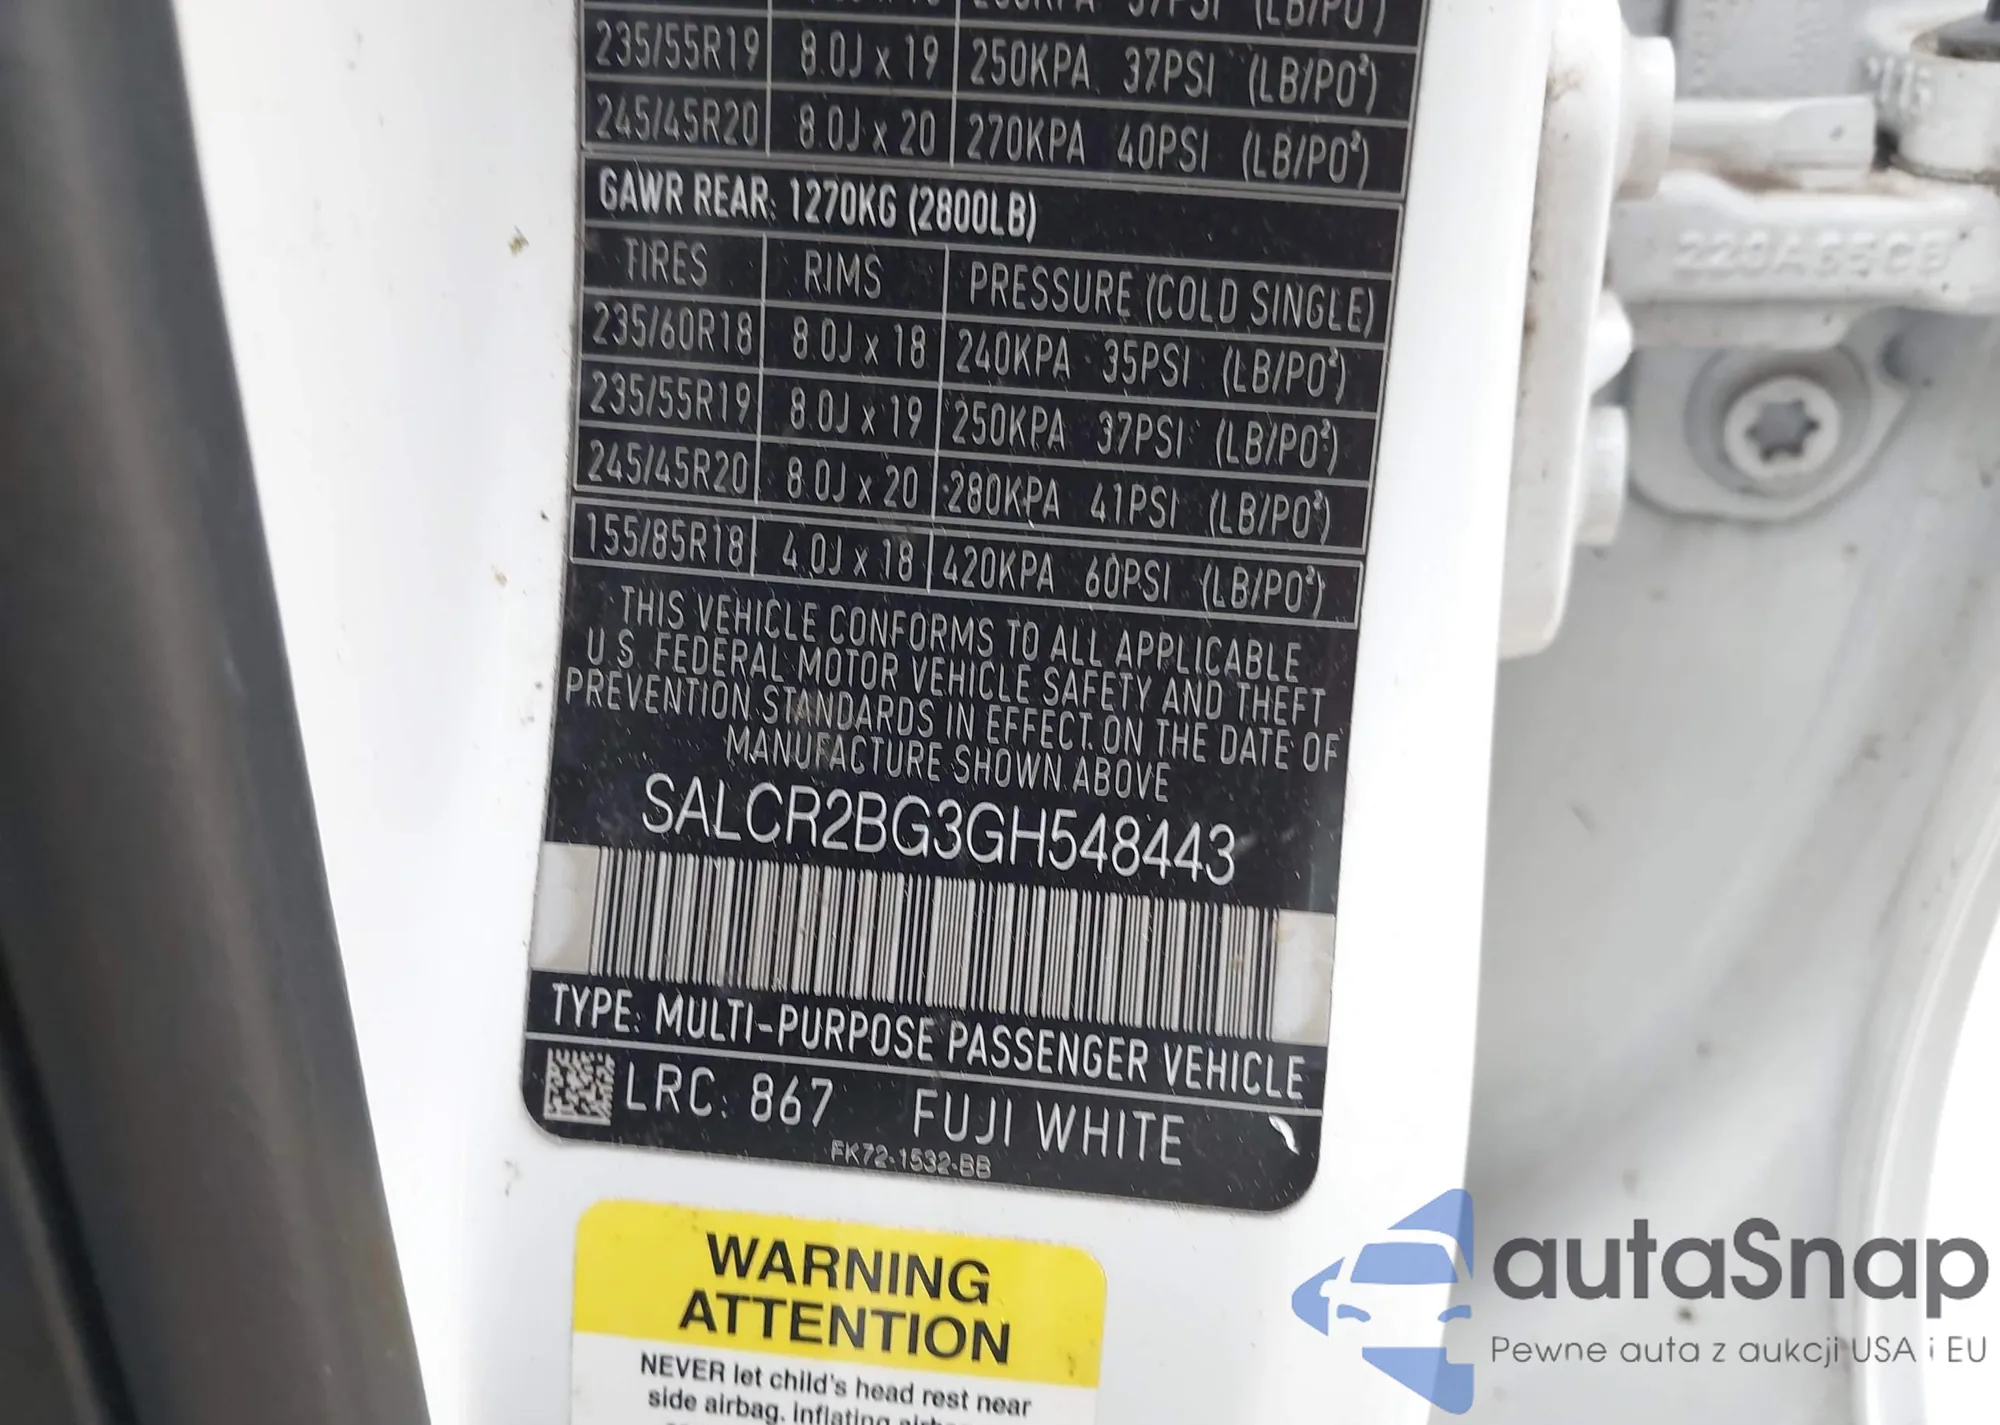 37PSI (LB/PO²)
235/55R19 8.0J x 19 250KPA 37PSI (LB/PO²)
245/45R20 8.0J x 20 270KPA 40PSI (LB/PO²)
GAWR REAR: 1270KG (2800LB)
TIRES RIMS PRESSURE (COLD SINGLE)
235/60R18 8.0J x 18 240KPA 35PSI (LB/PO²)
235/55R19 8.0J x 19 250KPA 37PSI (LB/PO²)
245/45R20 8.0J x 20 280KPA 41PSI (LB/PO²)
155/85R18 4.0J x 18 420KPA 60PSI (LB/PO²)
THIS VEHICLE CONFORMS TO ALL APPLICABLE
U.S. FEDERAL MOTOR VEHICLE SAFETY AND THEFT
PREVENTION STANDARDS IN EFFECT ON THE DATE OF
MANUFACTURE SHOWN ABOVE
SALCR2BG3GH548443
TYPE: MULTI-PURPOSE PASSENGER VEHICLE
LRC: 867 FUJI WHITE
FK72-1532-BB
WARNING
ATTENTION
NEVER let child's head rest near
side airbag, inflating
autaSnap
Pewne auta z aukcji USA i EU